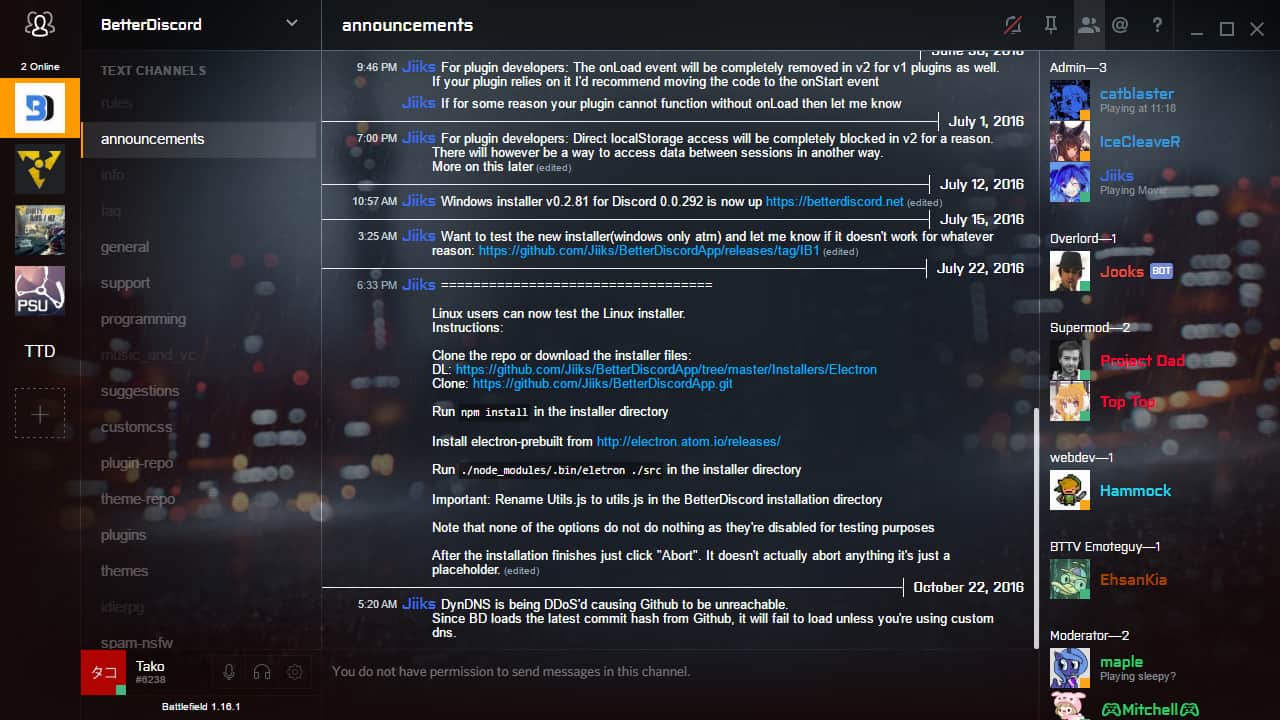 2 Online
PSU
TTD
BetterDiscord
TEXT CHANNELS
rules
announcements
info
faq
general
support
programming
music_and_vc
suggestions
customcss
plugin-repo
theme-repo
plugins
themes
idlerpg
spam-nsfw
タコ
Tako
#6238
Battlefield 1.16.1
announcements
@
?
June 30, 2016
9:46 PM Jiiks For plugin developers: The onLoad event will be completely removed in v2 for v1 plugins as well.
If your plugin relies on it I'd recommend moving the code to the onStart event
Jiiks If for some reason your plugin cannot function without onLoad then let me know
July 1, 2016
7:00 PM Jiiks For plugin developers: Direct localStorage access will be completely blocked in v2 for a reason.
There will however be a way to access data between sessions in another way.
More on this later (edited)
July 12, 2016
10:57 AM Jiiks Windows installer v0.2.81 for Discord 0.0.292 is now up https://betterdiscord.net (edited)
July 15, 2016
3:25 AM Jiiks Want to test the new installer(windows only atm) and let me know if it doesn't work for whatever
reason: https://github.com/Jiiks/BetterDiscordApp/releases/tag/IB1 (edited)
July 22, 2016
6:33 PM Jiiks ==================================
Linux users can now test the Linux installer.
Instructions:
Clone the repo or download the installer files:
DL: https://github.com/Jiiks/BetterDiscordApp/tree/master/Installers/Electron
Clone: https://github.com/Jiiks/BetterDiscordApp.git
Run npm install in the installer directory
Install electron-prebuilt from http://electron.atom.io/releases/
Run ./node_modules/.bin/eletron ./src in the installer directory
Important: Rename Utils.js to utils.js in the BetterDiscord installation directory
Note that none of the options do not do nothing as they're disabled for testing purposes
After the installation finishes just click "Abort". It doesn't actually abort anything it's just a
placeholder. (edited)
October 22, 2016
5:20 AM Jiiks DynDNS is being DDoS'd causing Github to be unreachable.
Since BD loads the latest commit hash from Github, it will fail to load unless you're using custom
dns.
You do not have permission to send messages in this channel.
Admin—3
catblaster
Playing at 11:18
IceCleaveR
Jiiks
Playing Movie
Overlord—1
Jooks BOT
Supermod—2
Project Dad
Top Top
webdev—1
Hammock
BTTV Emoteguy—1
EhsanKia
Moderator—2
maple
Playing sleepy?
Mitchell